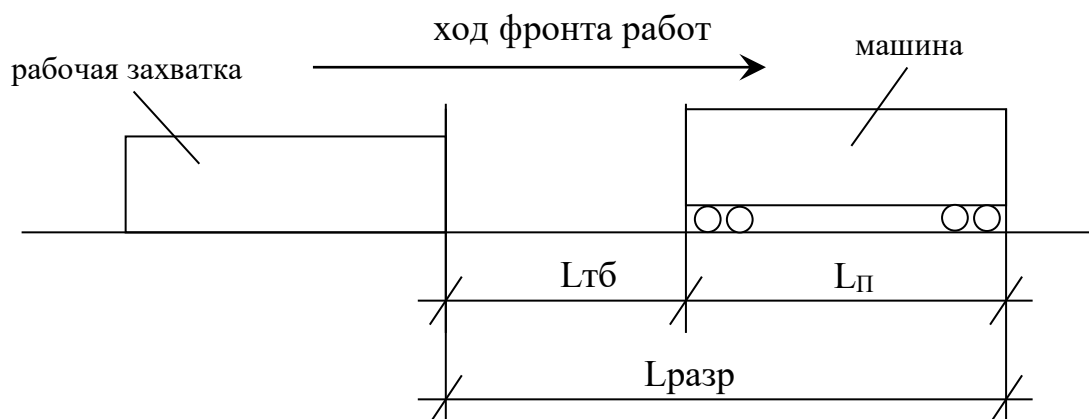 ход фронта работ
машина
рабочая захватка
Lтб
LП
Lразр